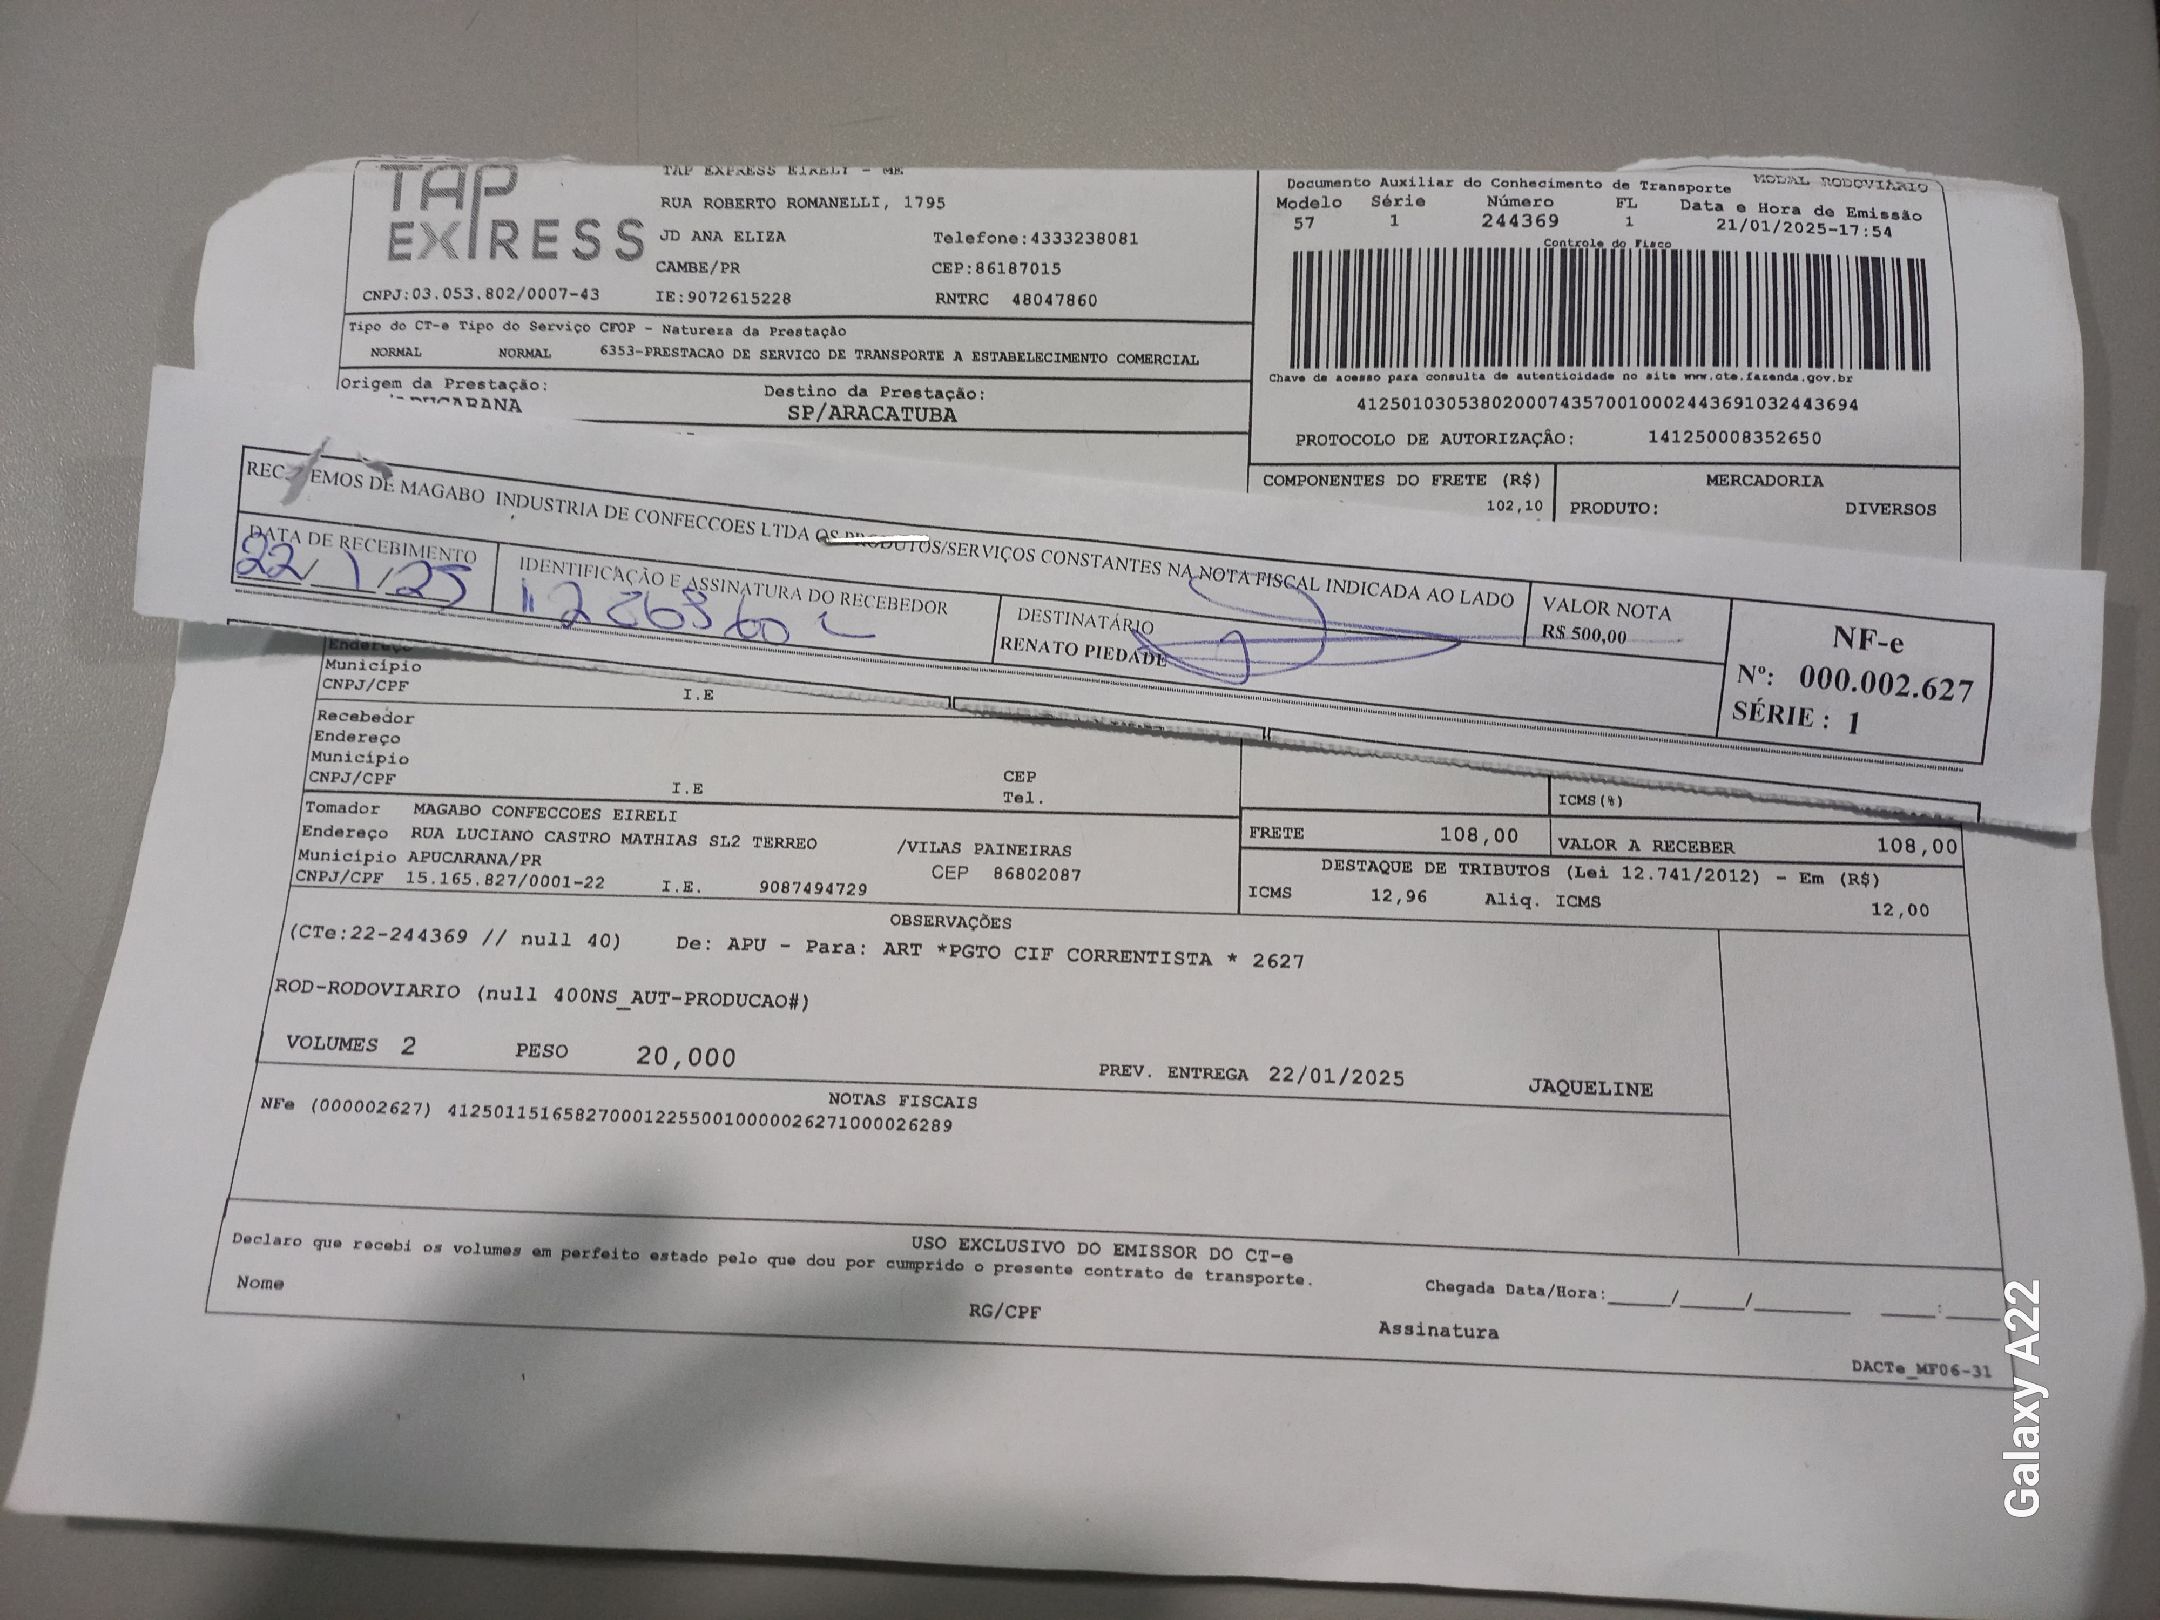 TAP EXPRESS
TAP EXPRESS EIRELI - ME
RUA ROBERTO ROMANELLI, 1795
JD ANA ELIZA Telefone:4333238081
CAMBE/PR CEP:86187015
CNPJ:03.053.802/0007-43 IE:9072615228 RNTRC 48047860
Documento Auxiliar do Conhecimento de Transporte MODAL RODOVIÁRIO
Modelo Série Número FL Data e Hora de Emissão
57 1 244369 1 21/01/2025-17:54
Controle do Fisco
Chave de acesso para consulta de autenticidade no site www.cte.fazenda.gov.br
41250103053802000743570010002443691032443694
PROTOCOLO DE AUTORIZAÇÂO: 141250008352650
Tipo do CT-e Tipo do Serviço CFOP - Natureza da Prestação
NORMAL NORMAL 6353-PRESTACAO DE SERVICO DE TRANSPORTE A ESTABELECIMENTO COMERCIAL
Origem da Prestação: Destino da Prestação:
SP/ARACATUBA
COMPONENTES DO FRETE (R$) MERCADORIA
102,10 PRODUTO: DIVERSOS
DE MAGABO INDUSTRIA DE CONFECCOES LTDA OS PRODUTOS/SERVIÇOS CONSTANTES NA NOTA FISCAL INDICADA AO LADO
DATA DE RECEBIMENTO IDENTIFICAÇÃO E ASSINATURA DO RECEBEDOR
22/1/25
DESTINATÁRIO
RENATO PIEDADE
VALOR NOTA
R$ 500,00
NF-e
Nº: 000.002.627
SÉRIE : 1
Endereço
Município
CNPJ/CPF I.E
Recebedor
Endereço
Município CEP
CNPJ/CPF I.E Tel.
ICMS(%)
Tomador MAGABO CONFECCOES EIRELI
Endereço RUA LUCIANO CASTRO MATHIAS SL2 TERREO /VILAS PAINEIRAS
Município APUCARANA/PR CEP 86802087
CNPJ/CPF 15.165.827/0001-22 I.E. 9087494729
FRETE 108,00 VALOR A RECEBER 108,00
DESTAQUE DE TRIBUTOS (Lei 12.741/2012) - Em (R$)
ICMS 12,96 Aliq. ICMS 12,00
OBSERVAÇÕES
(CTe:22-244369 // null 40) De: APU - Para: ART *PGTO CIF CORRENTISTA * 2627
ROD-RODOVIARIO (null 400NS_AUT-PRODUCAO#)
VOLUMES 2 PESO 20,000 PREV. ENTREGA 22/01/2025 JAQUELINE
NOTAS FISCAIS
NFe (000002627) 41250115165827000122550010000026271000026289
USO EXCLUSIVO DO EMISSOR DO CT-e
Declaro que recebi os volumes em perfeito estado pelo que dou por cumprido o presente contrato de transporte.
Nome RG/CPF Assinatura
Chegada Data/Hora:_____/_____/_______ ____:____
DACTe_MF06-31
Galaxy A22